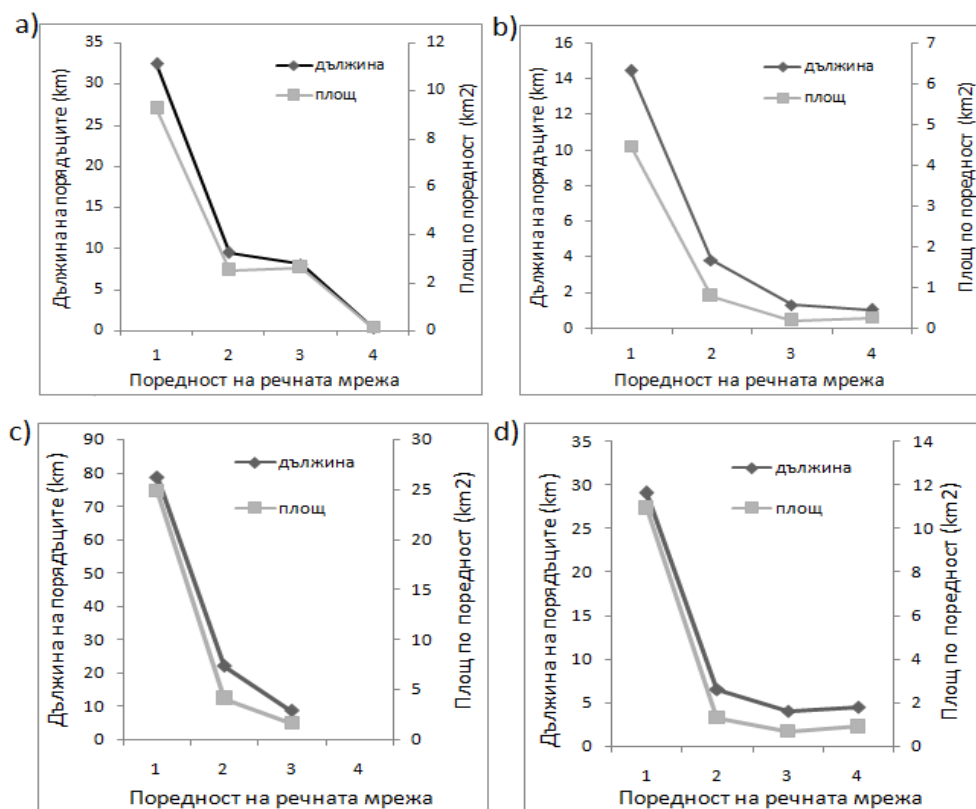 a)
35
30
25
20
15
10
5
0
12
10
8
6
4
2
0
1 2 3 4
дължина
площ
Дължина на порядъците (km)
Площ по поредност (km2)
Поредност на речната мрежа
b)
16
14
12
10
8
6
4
2
0
7
6
5
4
3
2
1
0
1 2 3 4
дължина
площ
Дължина на порядъците (km)
Площ по поредност (km2)
Поредност на речната мрежа
c)
90
80
70
60
50
40
30
20
10
0
30
25
20
15
10
5
0
1 2 3 4
дължина
площ
Дължина на порядъците (km)
Площ по поредност (km2)
Поредност на речната мрежа
d)
35
30
25
20
15
10
5
0
14
12
10
8
6
4
2
0
1 2 3 4
дължина
площ
Дължина на порядъците (km)
Площ по поредност (km2)
Поредност на речната мрежа